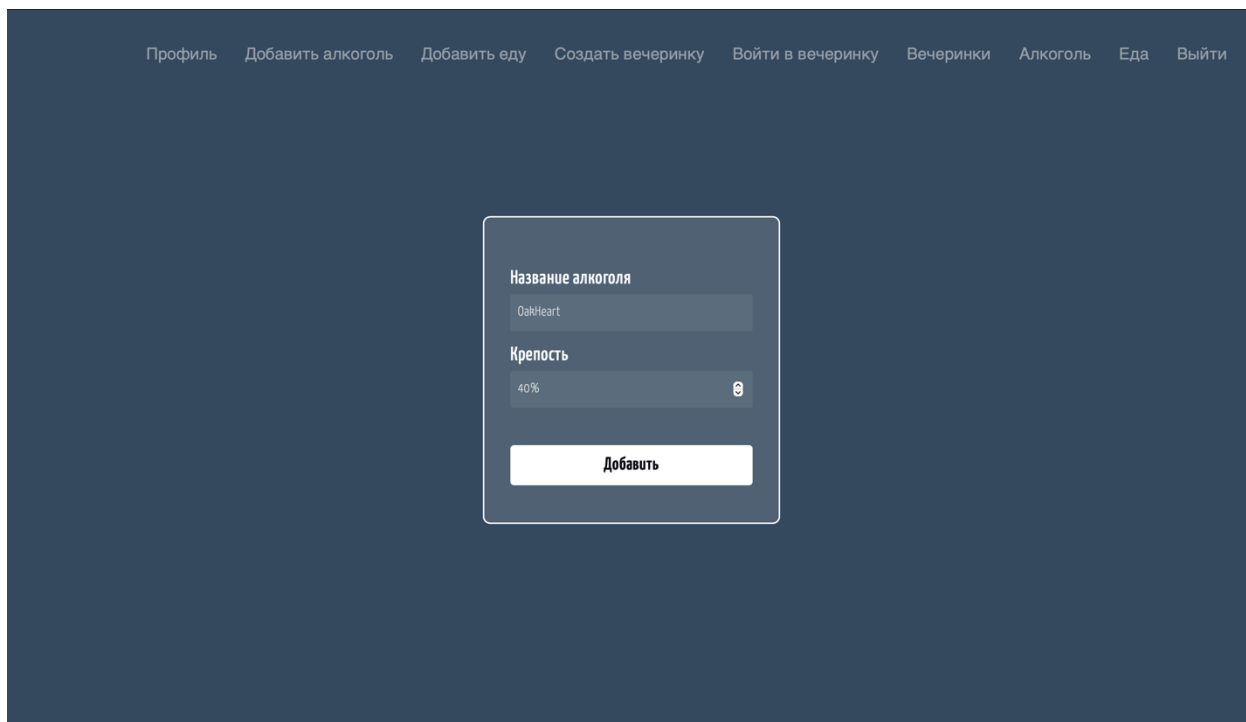 Профиль Добавить алкоголь Добавить еду Создать вечеринку Войти в вечеринку Вечеринки Алкоголь Еда Выйти
Название алкоголя
OakHeart
Крепость
40%
Добавить